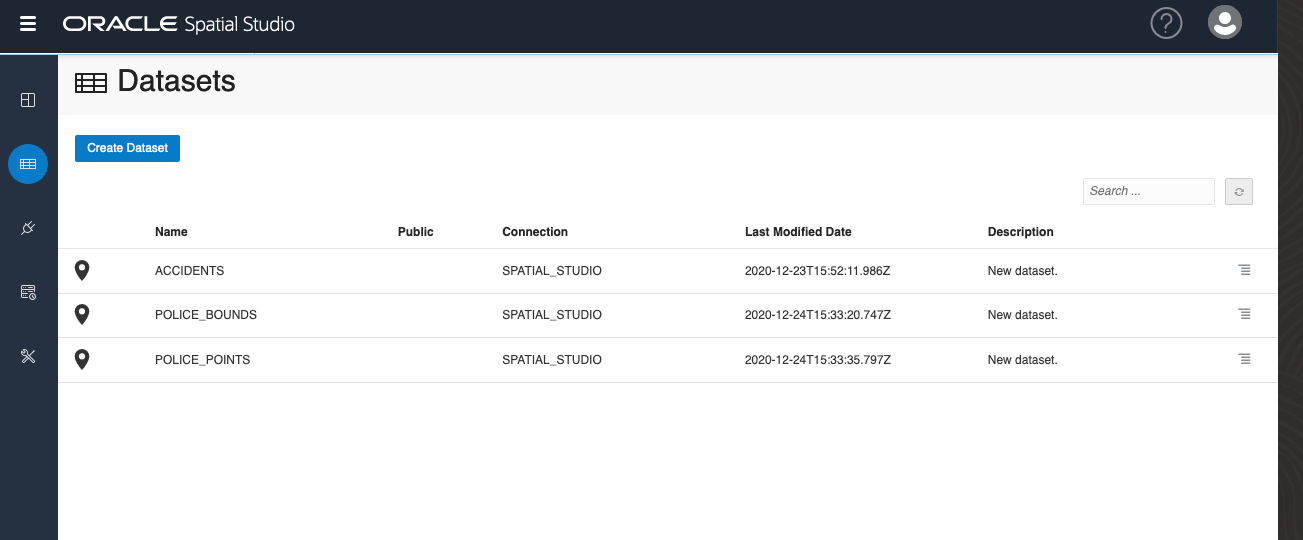 ORACLE Spatial Studio ?
Datasets
Create Dataset
Search ...
Name Public Connection Last Modified Date Description
ACCIDENTS SPATIAL_STUDIO 2020-12-23T15:52:11.986Z New dataset.
POLICE_BOUNDS SPATIAL_STUDIO 2020-12-24T15:33:20.747Z New dataset.
POLICE_POINTS SPATIAL_STUDIO 2020-12-24T15:33:35.797Z New dataset.